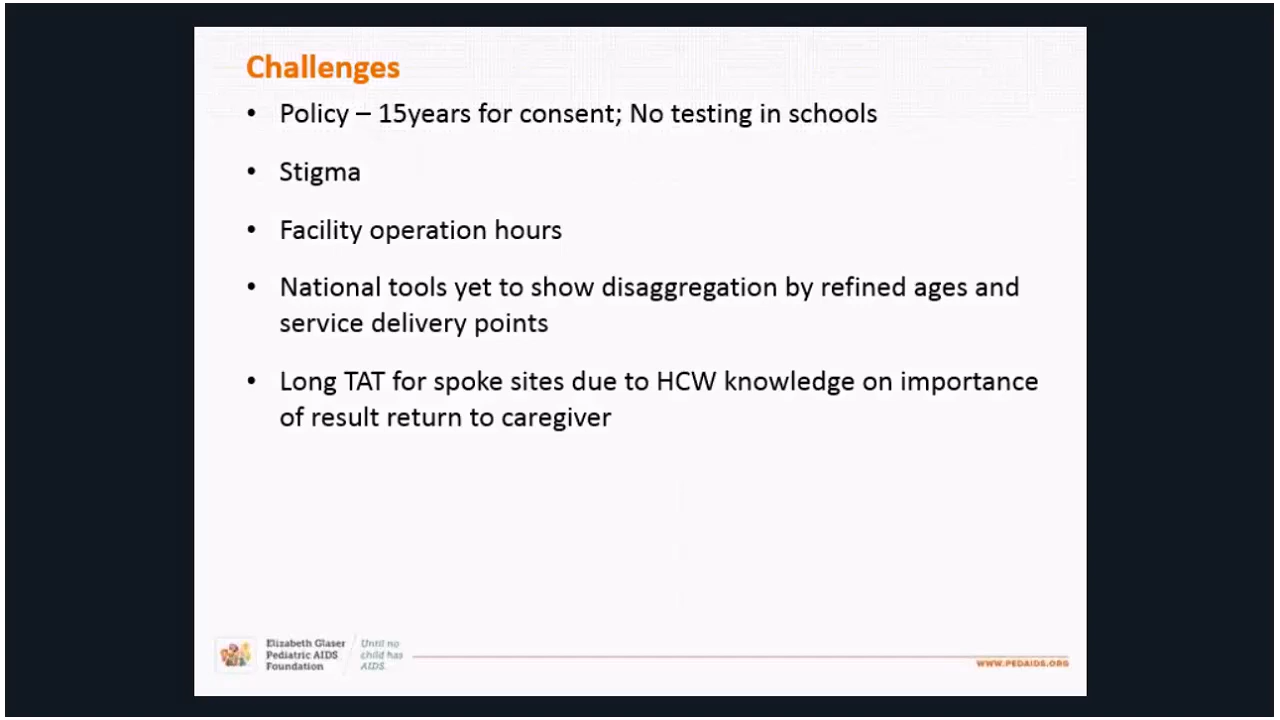 Challenges
• Policy – 15years for consent; No testing in schools
• Stigma
• Facility operation hours
• National tools yet to show disaggregation by refined ages and
service delivery points
• Long TAT for spoke sites due to HCW knowledge on importance
of result return to caregiver
Elizabeth Glaser
Pediatric AIDS
Foundation
Until no
child has
AIDS.
WWW.PEDAIDS.ORG